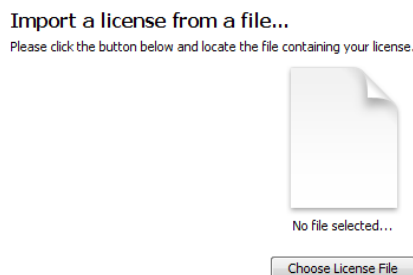 Import a license from a file...
Please click the button below and locate the file containing your license.
No file selected...
Choose License File